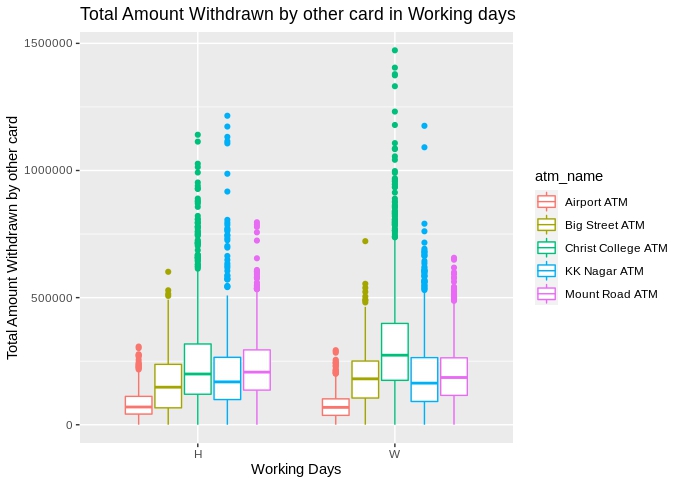 Total Amount Withdrawn by other card in Working days
Total Amount Withdrawn by other card
1500000
1000000
500000
0
H
W
Working Days
atm_name
Airport ATM
Big Street ATM
Christ College ATM
KK Nagar ATM
Mount Road ATM